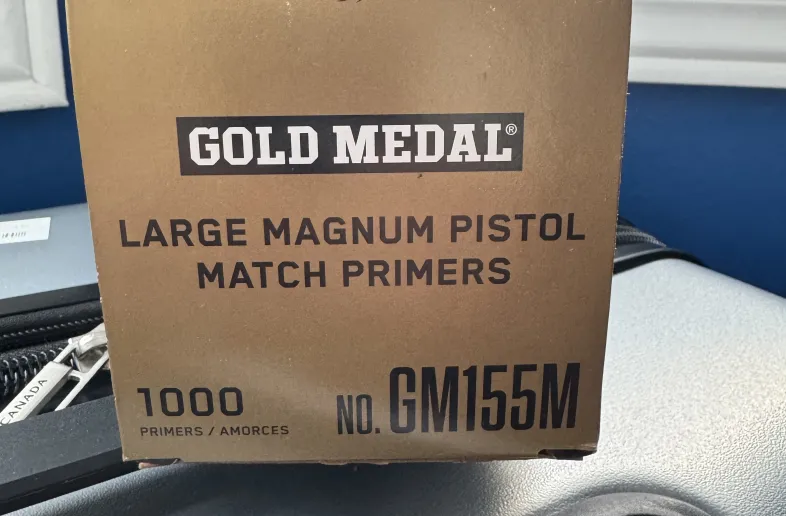 GOLD MEDAL®
LARGE MAGNUM PISTOL
MATCH PRIMERS
1000
PRIMERS / AMORCES
NO. GM155M
CANADA